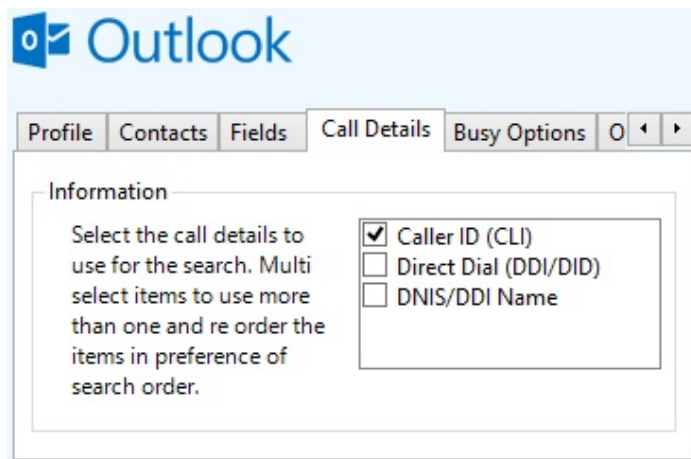 Outlook
Profile Contacts Fields Call Details Busy Options O
Information
Select the call details to
use for the search. Multi
select items to use more
than one and re order the
items in preference of
search order.
Caller ID (CLI)
Direct Dial (DDI/DID)
DNIS/DDI Name